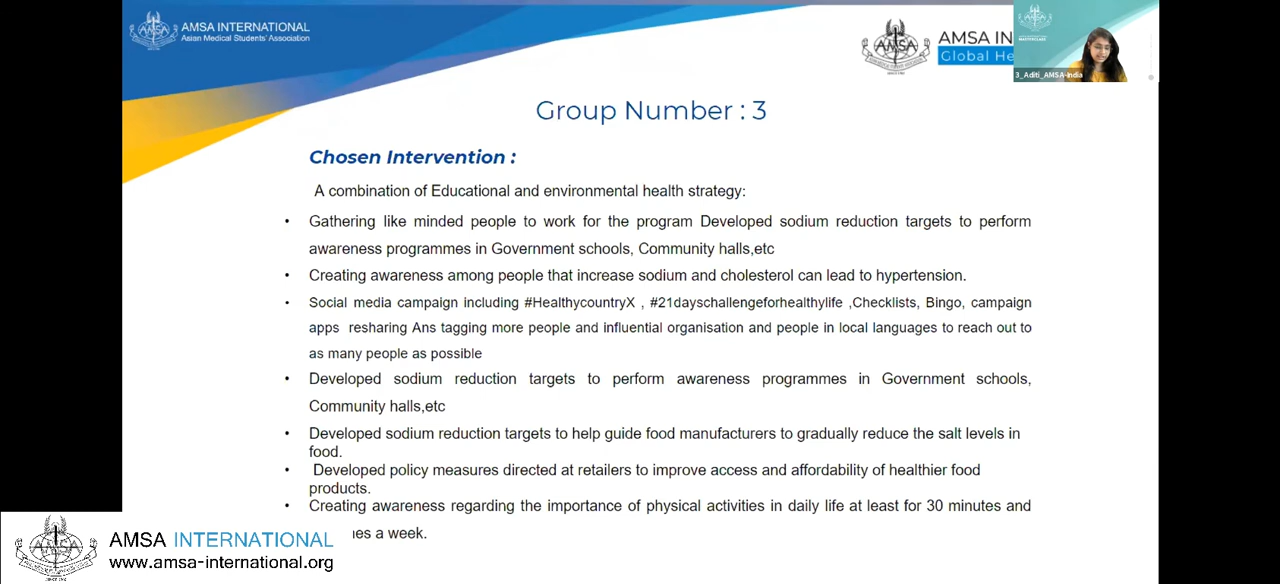 AMSA INTERNATIONAL
Asian Medical Students' Association
AMSA IN
Global He
3_Aditi_AMSA-India
Group Number : 3
Chosen Intervention :
A combination of Educational and environmental health strategy:
• Gathering like minded people to work for the program Developed sodium reduction targets to perform
awareness programmes in Government schools, Community halls,etc
• Creating awareness among people that increase sodium and cholesterol can lead to hypertension.
• Social media campaign including #HealthycountryX , #21dayschallengeforhealthylife ,Checklists, Bingo, campaign
apps resharing Ans tagging more people and influential organisation and people in local languages to reach out to
as many people as possible
• Developed sodium reduction targets to perform awareness programmes in Government schools,
Community halls,etc
• Developed sodium reduction targets to help guide food manufacturers to gradually reduce the salt levels in
food.
• Developed policy measures directed at retailers to improve access and affordability of healthier food
products.
• Creating awareness regarding the importance of physical activities in daily life at least for 30 minutes and
a week.
AMSA INTERNATIONAL
www.amsa-international.org